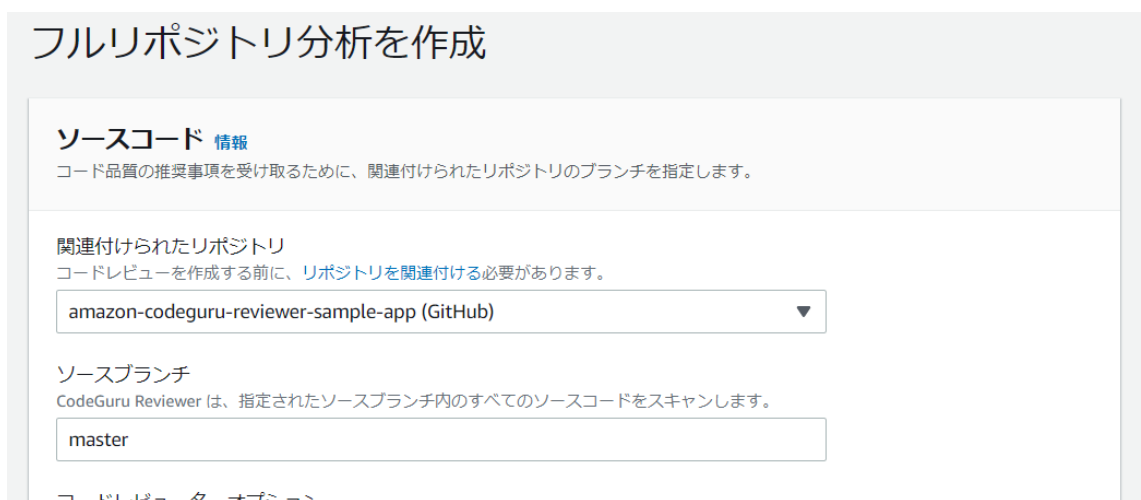 フルリポジトリ分析を作成
ソースコード 情報
コード品質の推奨事項を受け取るために、関連付けられたリポジトリのブランチを指定します。
関連付けられたリポジトリ
コードレビューを作成する前に、リポジトリを関連付ける必要があります。
amazon-codeguru-reviewer-sample-app (GitHub)
ソースブランチ
CodeGuru Reviewer は、指定されたソースブランチ内のすべてのソースコードをスキャンします。
master